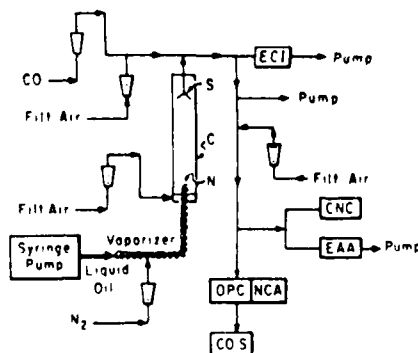 ECI
Pump
CO
S
Pump
Filt Air
C
N
Filt Air
Filt Air
CNC
Vaporizer
Syringe
Pump
EAA
Pump
Liquid
Oil
OPC NCA
N2
COS